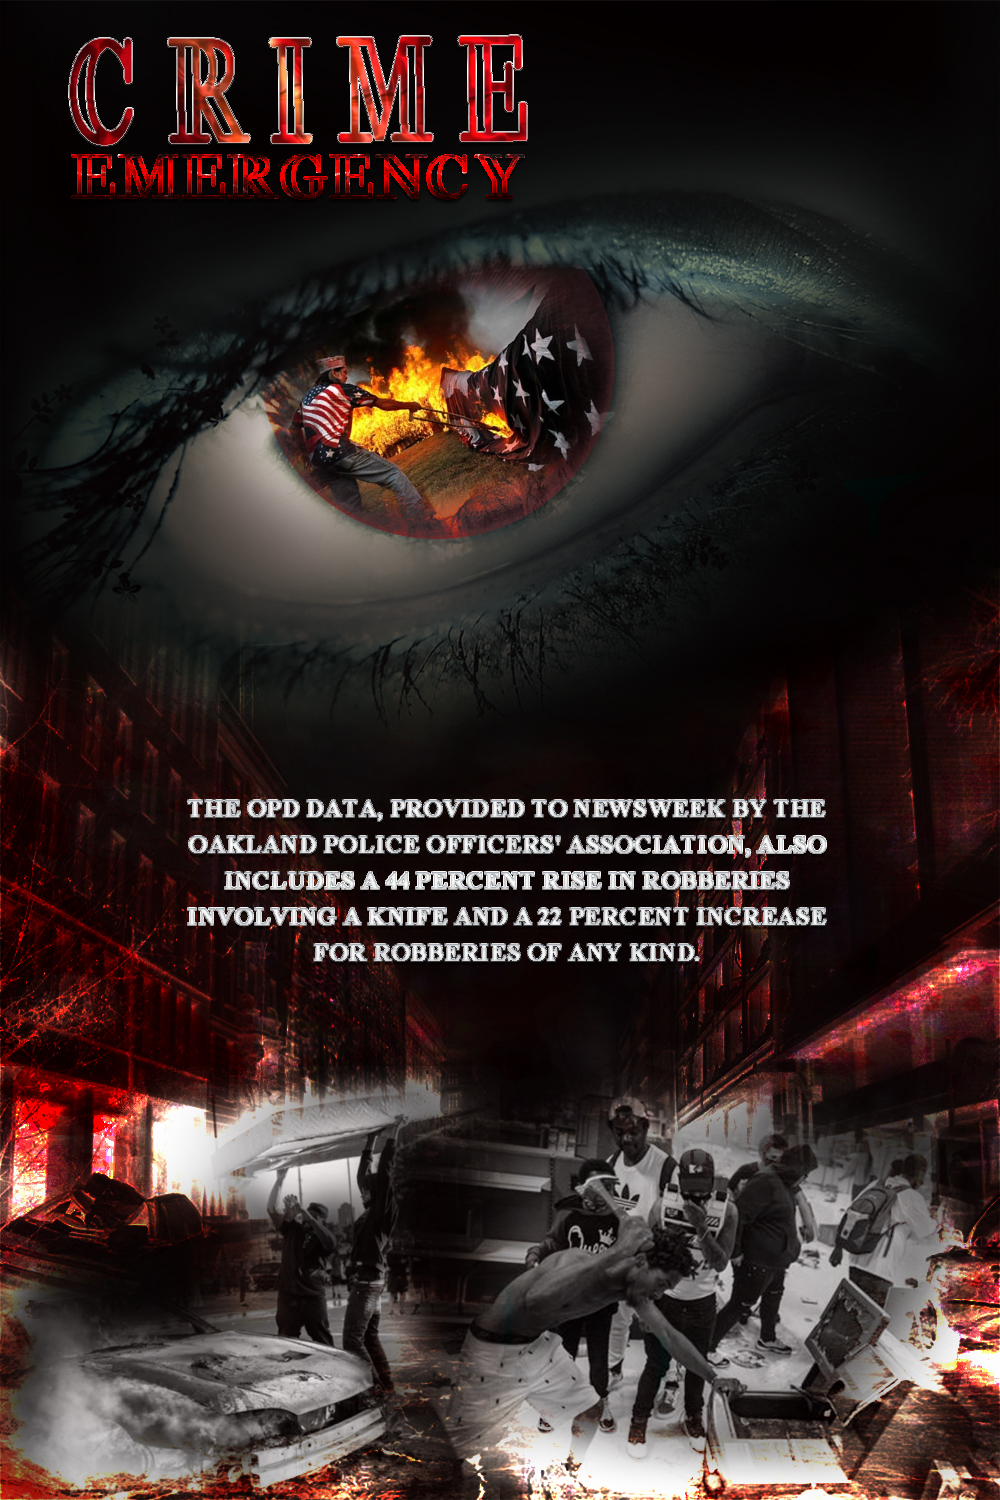 CRIME
EMERGENCY
THE OPD DATA, PROVIDED TO NEWSWEEK BY THE
OAKLAND POLICE OFFICERS' ASSOCIATION, ALSO
INCLUDES A 44 PERCENT RISE IN ROBBERIES
INVOLVING A KNIFE AND A 22 PERCENT INCREASE
FOR ROBBERIES OF ANY KIND.